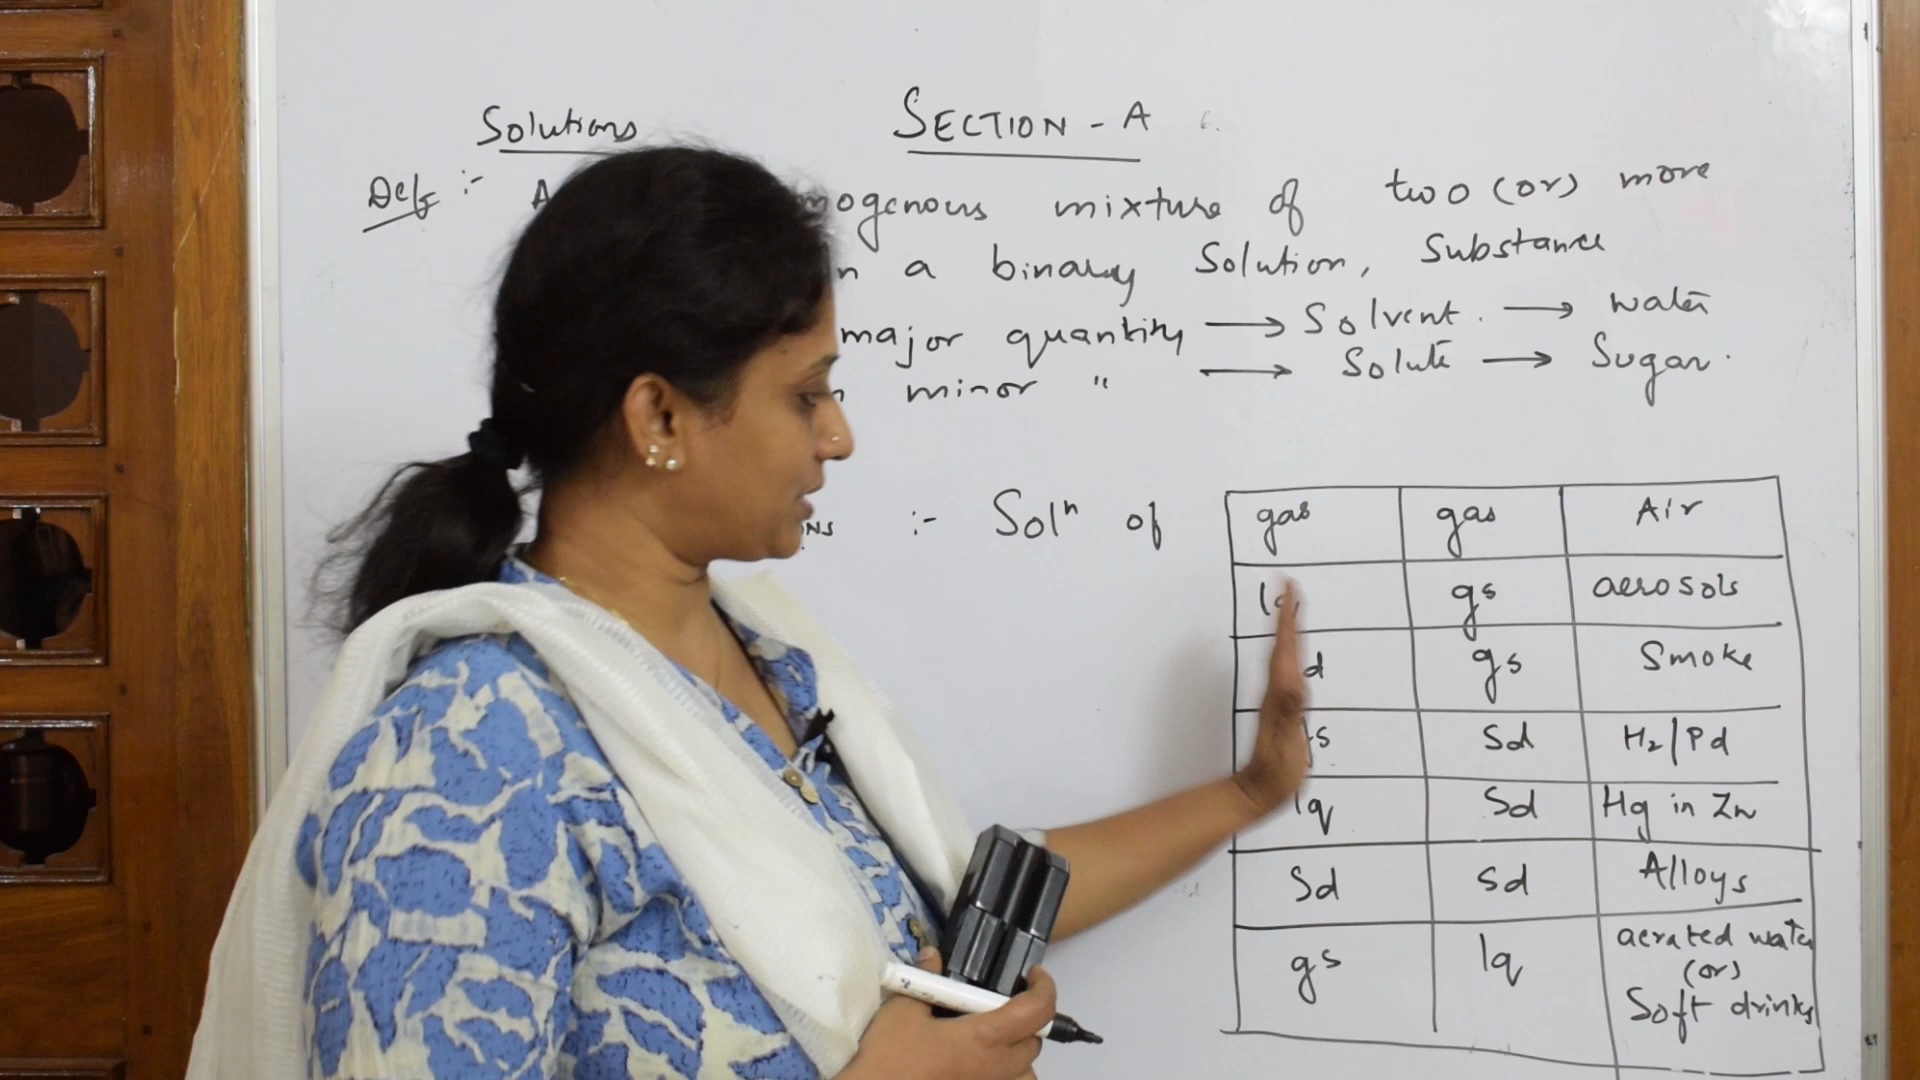 Solutions SECTION - A
Def :- A mogenous mixture of two (or) more
n a binary Solution, Substance
major quantity → Solvent. → water
n minor " → Solute → Sugar.
ONS :- Solⁿ of
gas gas Air
lq gs aerosols
d gs Smoke
s Sd H₂/Pd
lq Sd Hg in Zn
Sd Sd Alloys
gs lq aerated water
(or)
Soft drinks